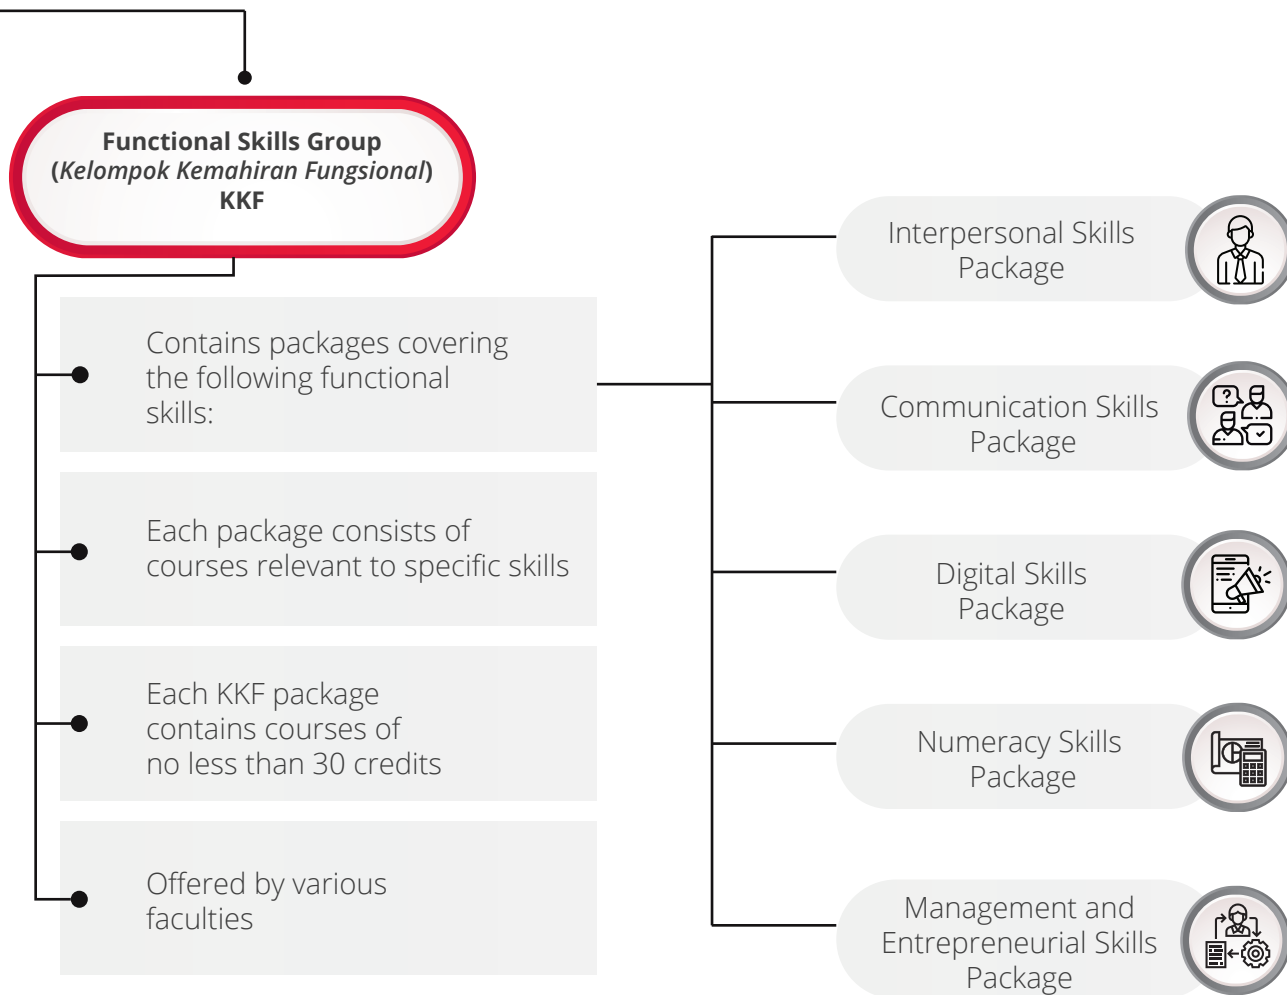 Functional Skills Group
(Kelompok Kemahiran Fungsional)
KKF
Contains packages covering
the following functional
skills:
Each package consists of
courses relevant to specific skills
Each KKF package
contains courses of
no less than 30 credits
Offered by various
faculties
Interpersonal Skills
Package
Communication Skills
Package
Digital Skills
Package
Numeracy Skills
Package
Management and
Entrepreneurial Skills
Package